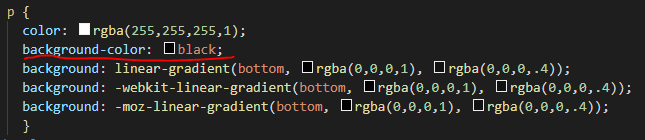 p {
color: rgba(255,255,255,1);
background-color: black;
background: linear-gradient(bottom, rgba(0,0,0,1), rgba(0,0,0,.4));
background: -webkit-linear-gradient(bottom, rgba(0,0,0,1), rgba(0,0,0,.4));
background: -moz-linear-gradient(bottom, rgba(0,0,0,1), rgba(0,0,0,.4));
}